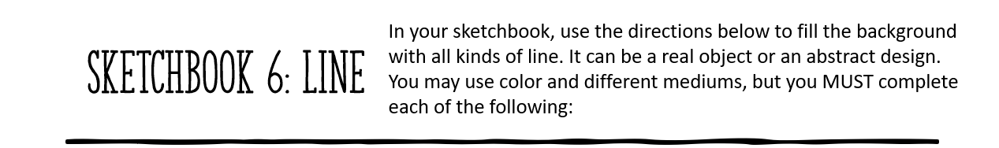 SKETCHBOOK 6: LINE
In your sketchbook, use the directions below to fill the background
with all kinds of line. It can be a real object or an abstract design.
You may use color and different mediums, but you MUST complete
each of the following: